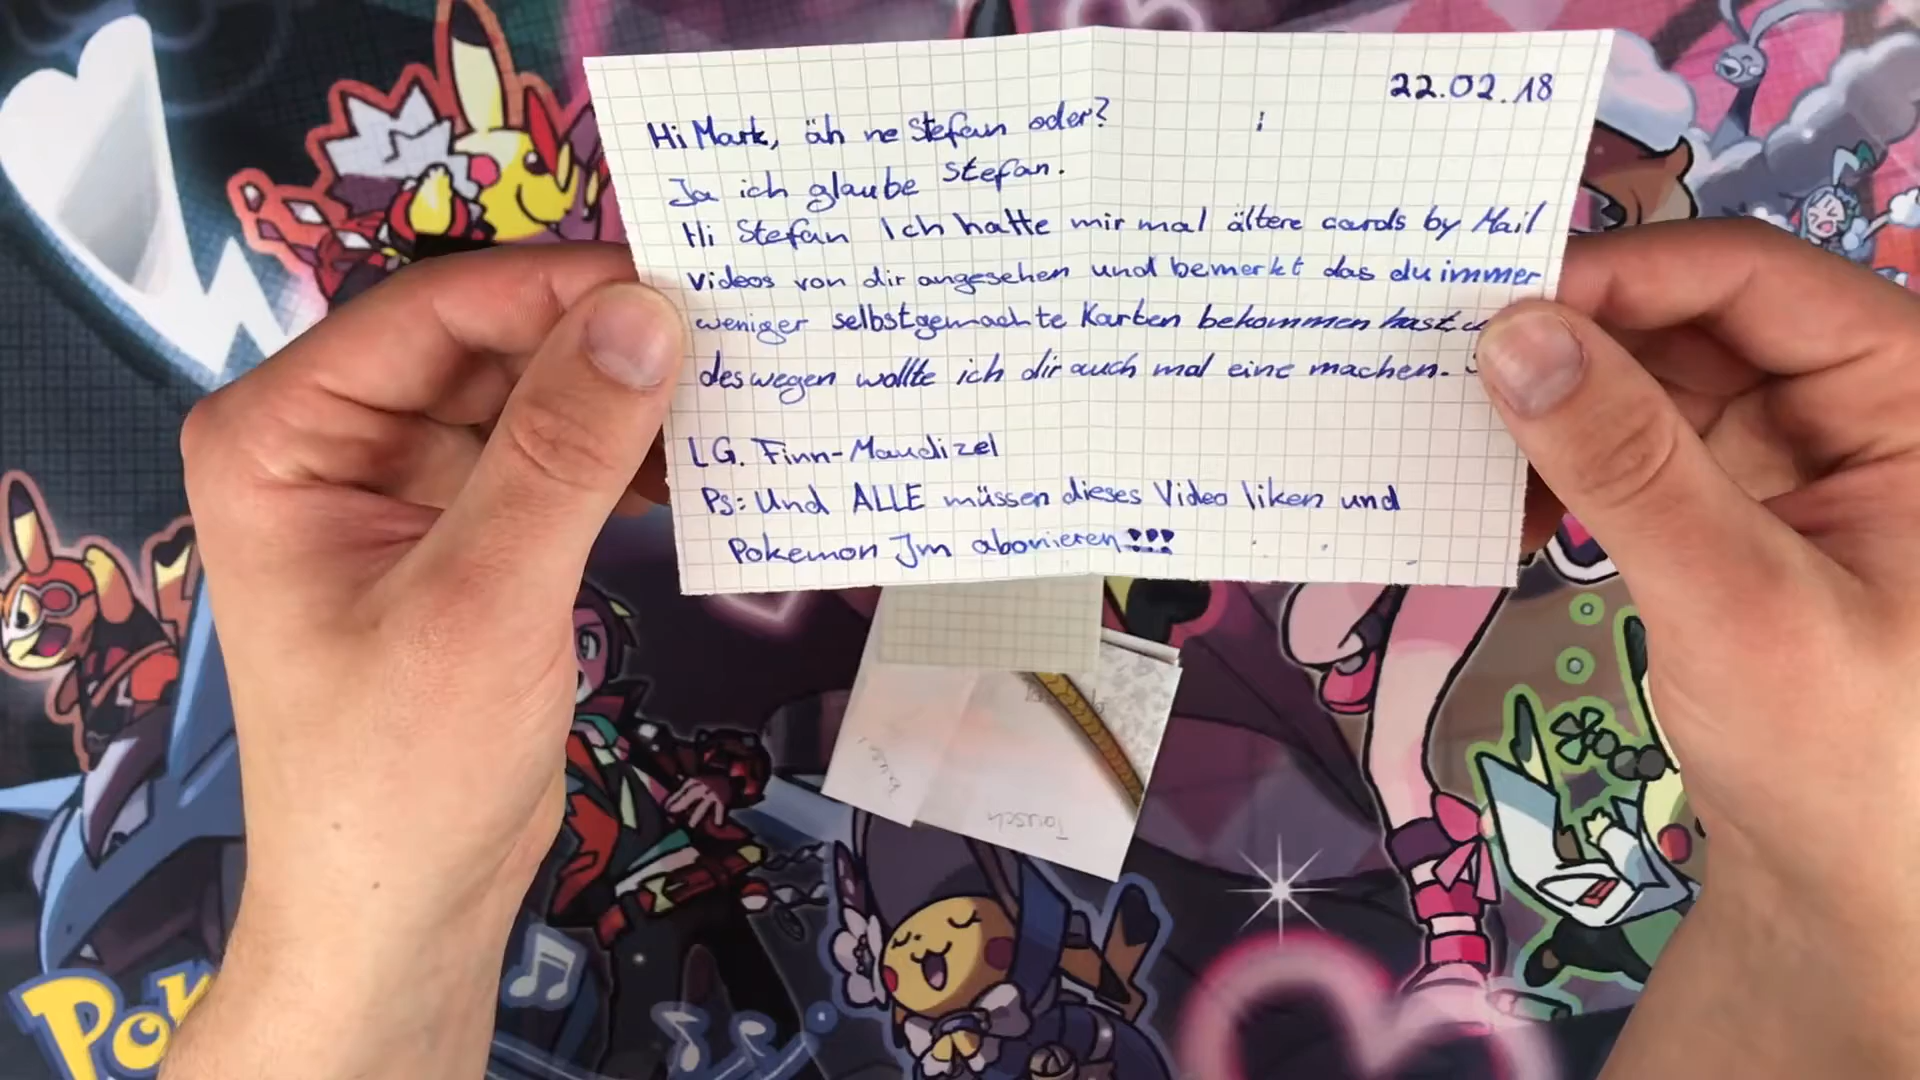 22.02.18
Hi Mark, äh ne Stefan oder?
Ja ich glaube Stefan.
Hi Stefan Ich hatte mir mal ältere cards by Mail
Videos von dir angesehen und bemerkt das du immer
weniger selbstgemachte Karten bekommen hast
deswegen wollte ich dir auch mal eine machen.
LG. Finn-Maudizel
Ps: Und ALLE müssen dieses Video liken und
Pokemon Jm abonieren!!!
Tausch
Pok